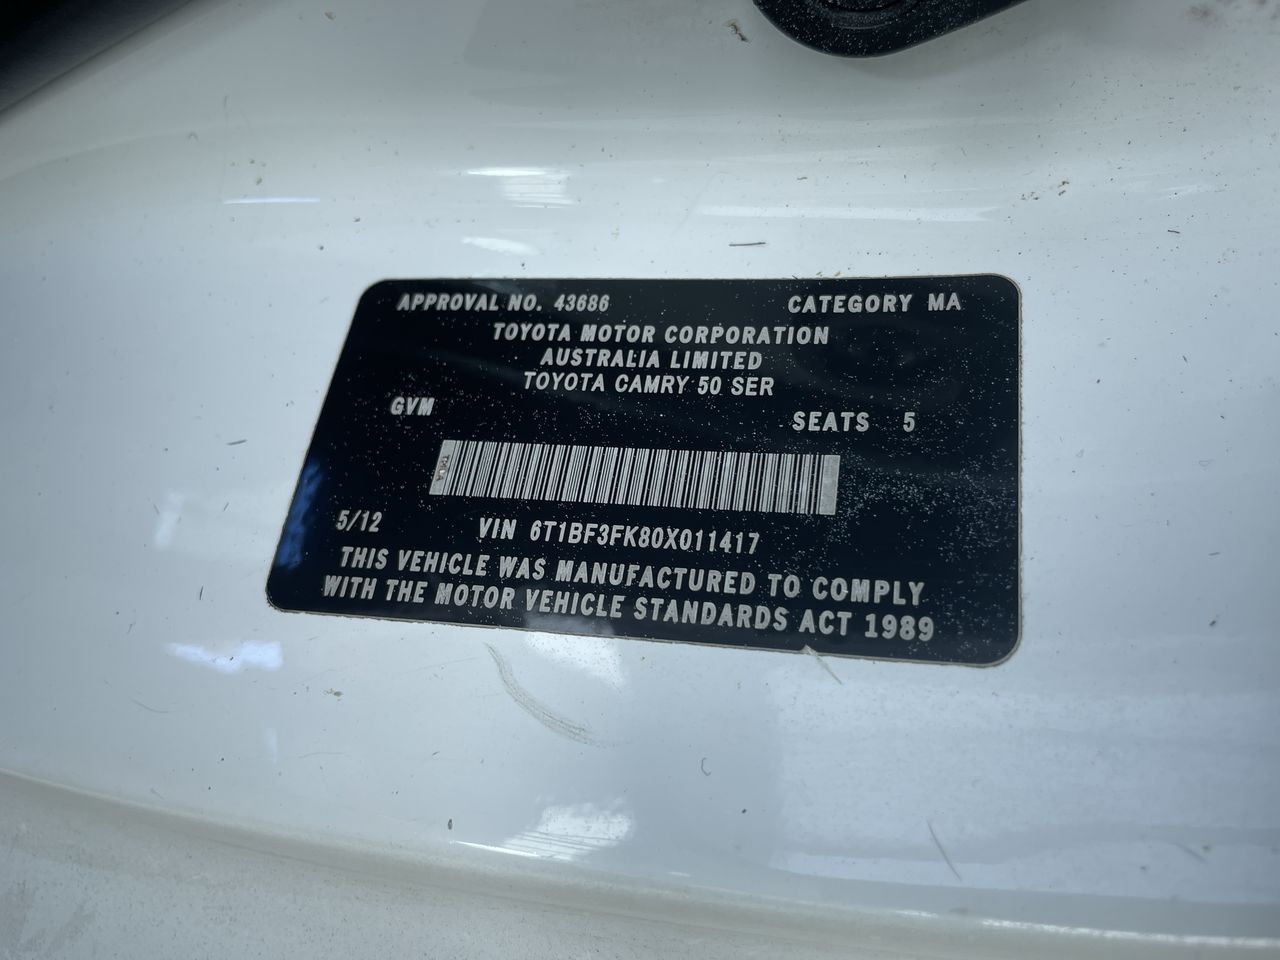 APPROVAL NO. 43686 CATEGORY MA
TOYOTA MOTOR CORPORATION
AUSTRALIA LIMITED
TOYOTA CAMRY 50 SER
GVM SEATS 5
5/12 VIN 6T1BF3FK80X011417
THIS VEHICLE WAS MANUFACTURED TO COMPLY
WITH THE MOTOR VEHICLE STANDARDS ACT 1989